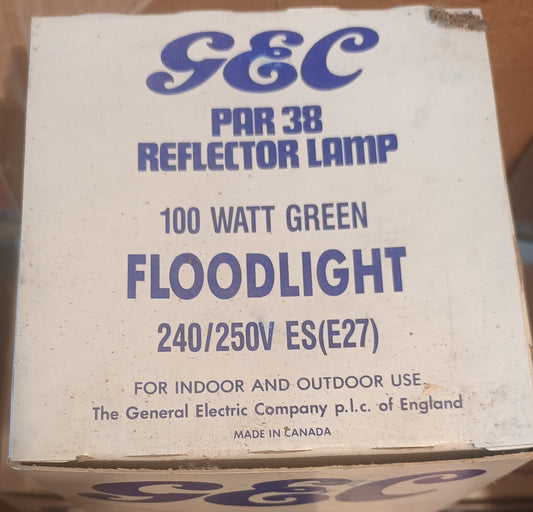 GEC
PAR 38
REFLECTOR LAMP
100 WATT GREEN
FLOODLIGHT
240/250V ES(E27)
FOR INDOOR AND OUTDOOR USE
The General Electric Company p.l.c. of England
MADE IN CANADA
GEC